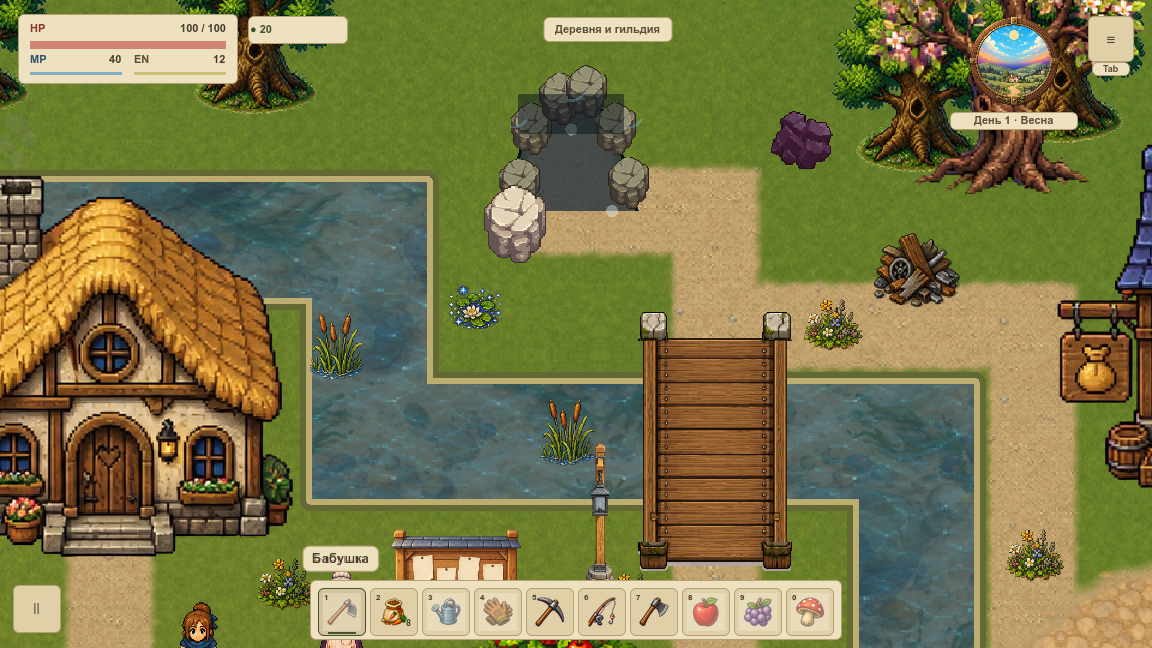 HP 100 / 100
MP 40 EN 12
20
Деревня и гильдия
≡
Tab
День 1 · Весна
Бабушка
II
1 2 3 4 5 6 7 8 9 0
8